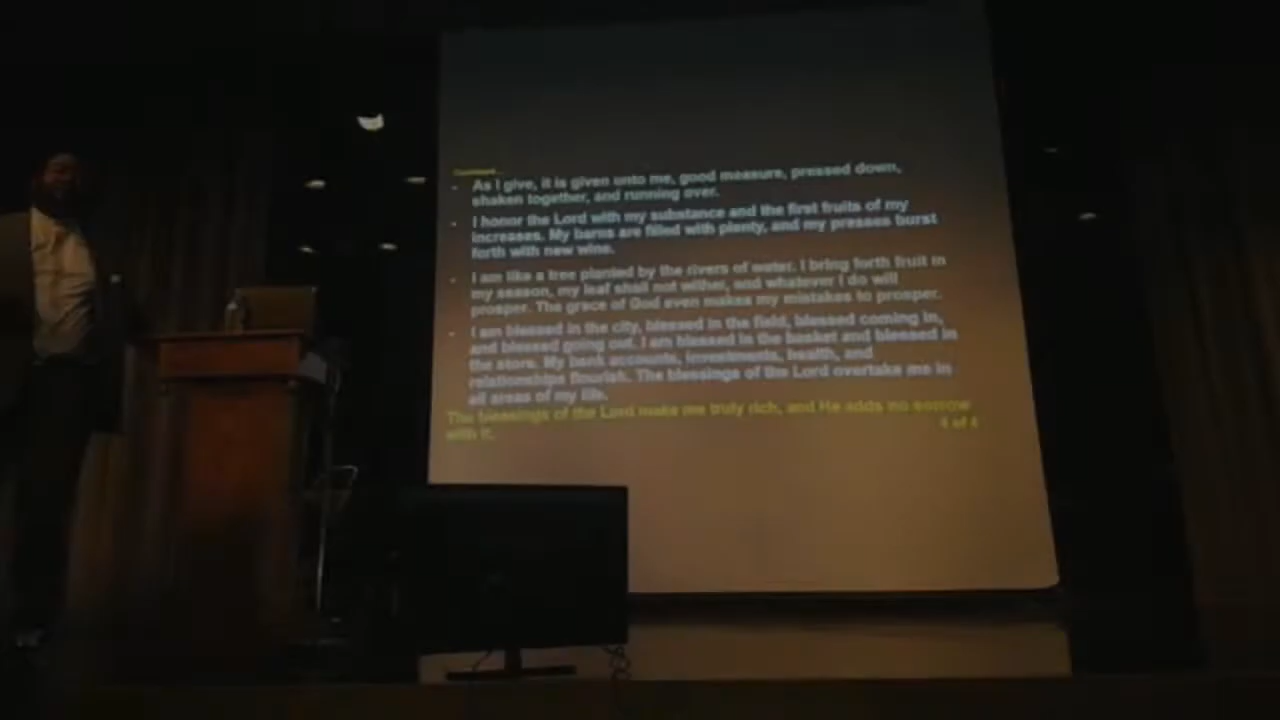 As I give, it is given unto me, good measure, pressed down,
shaken together, and running over.
I honor the Lord with my substance and the first fruits of my
increases. My barns are filled with plenty, and my presses burst
forth with new wine.
I am like a tree planted by the rivers of water. I bring forth fruit in
my season, my leaf shall not wither, and whatever I do will
prosper. The grace of God even makes my mistakes to prosper.
I am blessed in the city, blessed in the field, blessed coming in,
and blessed going out. I am blessed in the basket and blessed in
the store. My bank accounts, investments, health, and
relationships flourish. The blessings of the Lord overtake me in
all areas of my life.
The blessings of the Lord make me truly rich, and He adds no sorrow
with it.